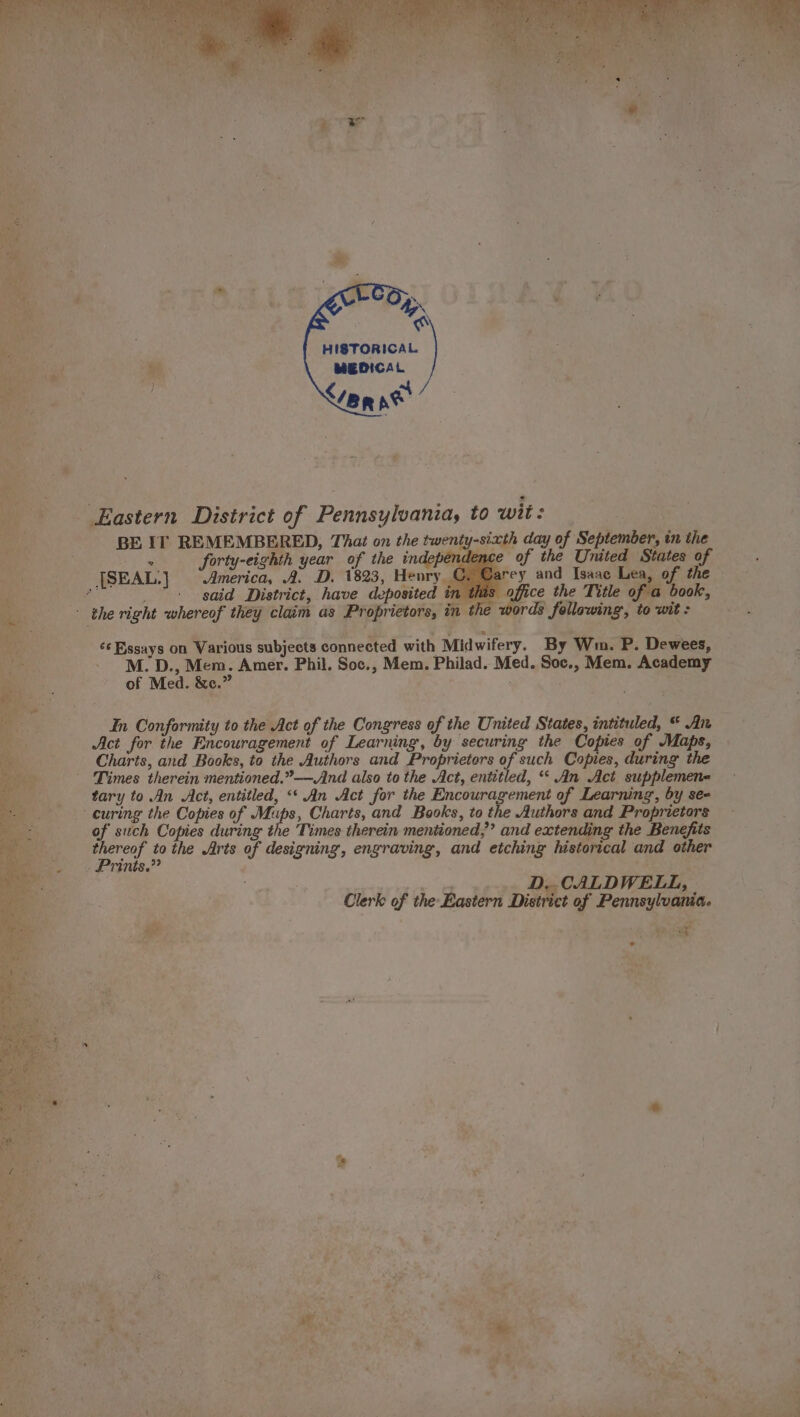 WELLCOME
HISTORICAL
MEDICAL
LIBRARY
Eastern District of Pennsylvania, to wit:
BE IT REMEMBERED, That on the twenty-sixth day of September, in the
forty-eighth year of the independence of the United States of
[SEAL.] America, A. D. 1823, Henry C. Carey and Isaac Lea, of the
said District, have deposited in this office the Title of a book,
the right whereof they claim as Proprietors, in the words following, to wit:
“Essays on Various subjects connected with Midwifery. By Wm. P. Dewees,
M. D., Mem. Amer. Phil. Soc., Mem. Philad. Med. Soc., Mem. Academy
of Med. &c.”
In Conformity to the Act of the Congress of the United States, intituled, “ An
Act for the Encouragement of Learning, by securing the Copies of Maps,
Charts, and Books, to the Authors and Proprietors of such Copies, during the
Times therein mentioned.”—And also to the Act, entitled, “ An Act supplemen-
tary to An Act, entitled, “ An Act for the Encouragement of Learning, by se-
curing the Copies of Maps, Charts, and Books, to the Authors and Proprietors
of such Copies during the Times therein mentioned,” and extending the Benefits
thereof to the Arts of designing, engraving, and etching historical and other
Prints.”
D. CALDWELL,
Clerk of the Eastern District of Pennsylvania.